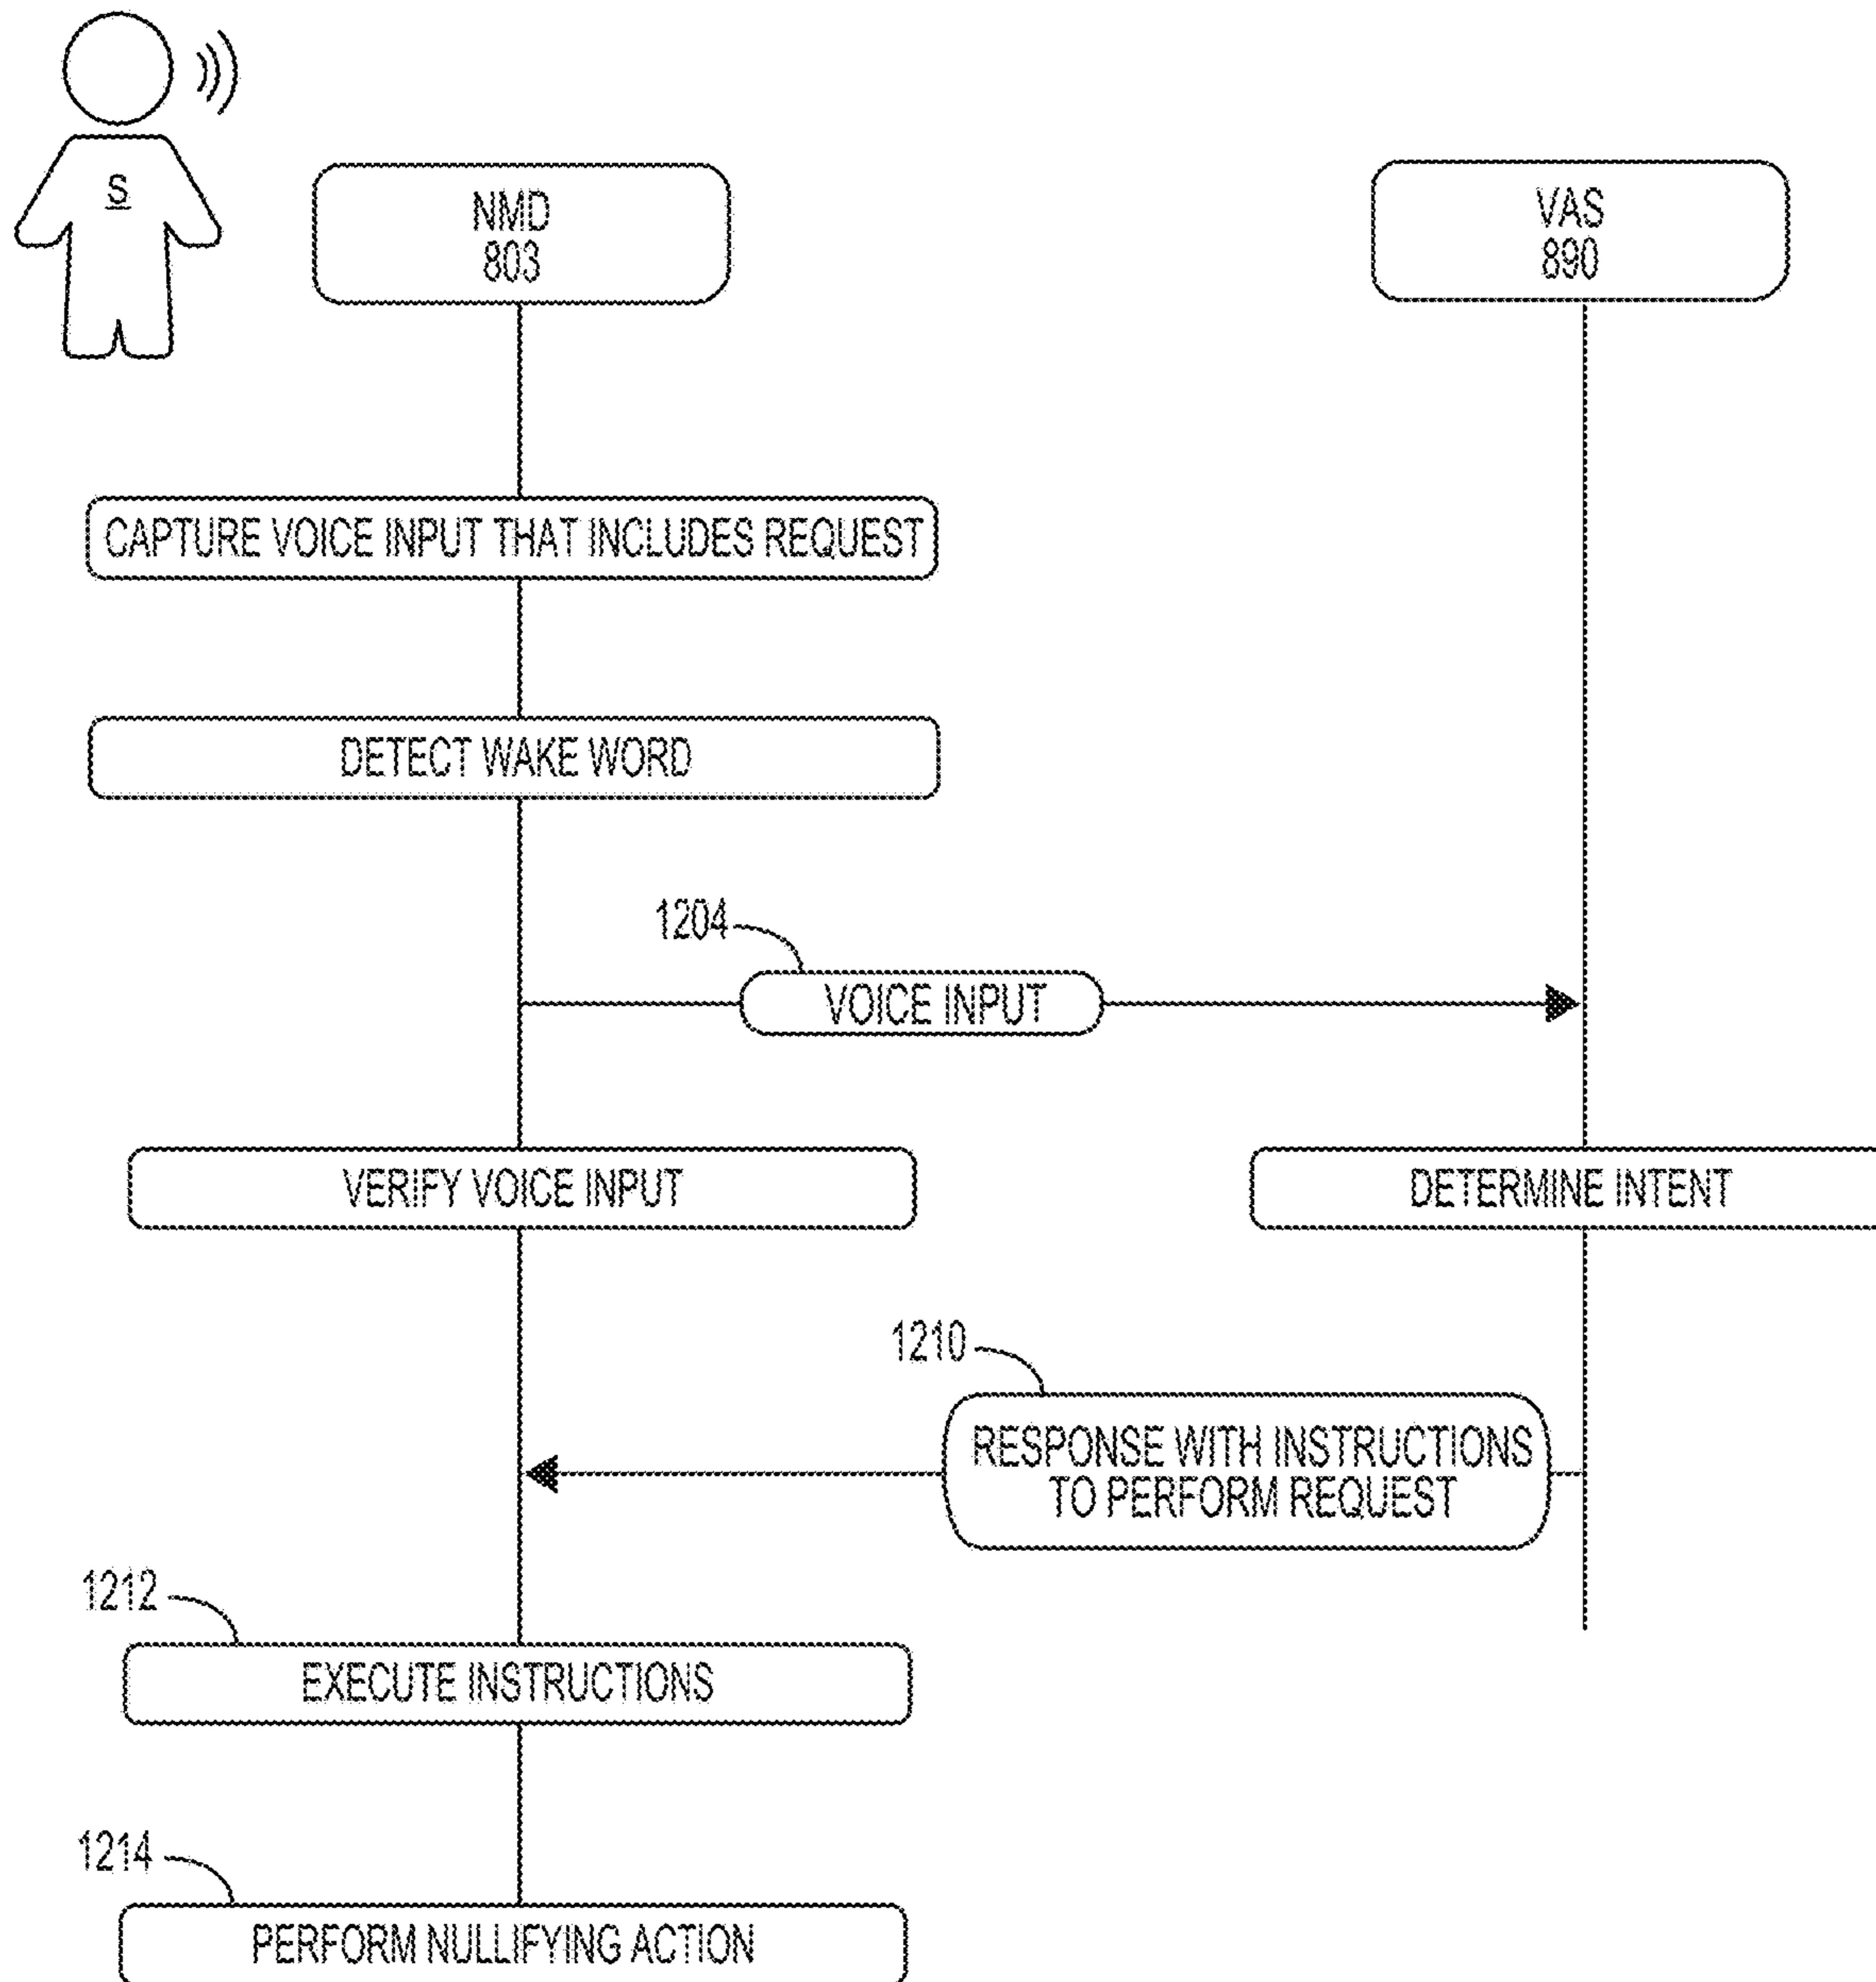 S
NMD
803
VAS
890
CAPTURE VOICE INPUT THAT INCLUDES REQUEST
DETECT WAKE WORD
1204
VOICE INPUT
VERIFY VOICE INPUT
DETERMINE INTENT
1210
RESPONSE WITH INSTRUCTIONS
TO PERFORM REQUEST
1212
EXECUTE INSTRUCTIONS
1214
PERFORM NULLIFYING ACTION